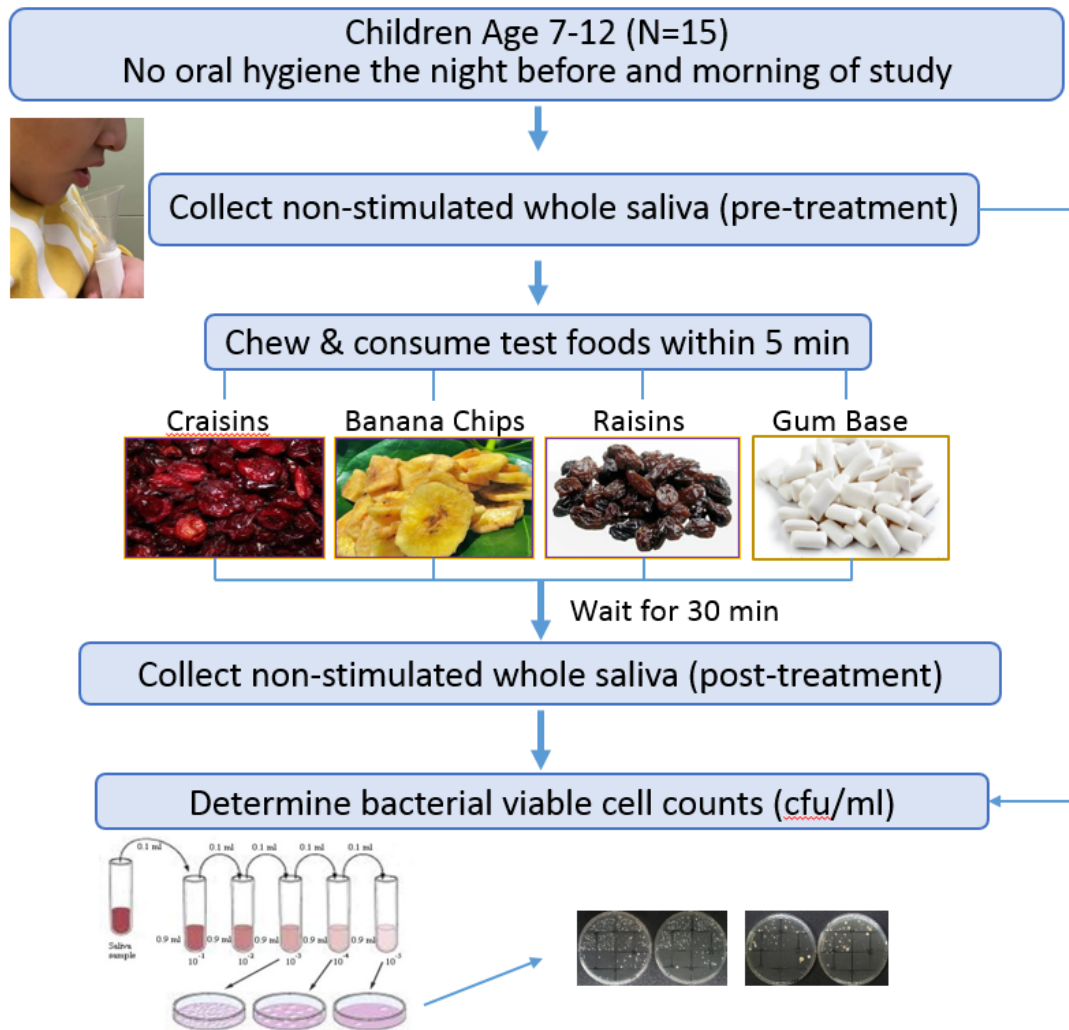 Children Age 7-12 (N=15)
No oral hygiene the night before and morning of study
Collect non-stimulated whole saliva (pre-treatment)
Chew & consume test foods within 5 min
Craisins
Banana Chips
Raisins
Gum Base
Wait for 30 min
Collect non-stimulated whole saliva (post-treatment)
Determine bacterial viable cell counts (cfu/ml)
0.1 ml
0.1 ml
0.1 ml
0.1 ml
0.1 ml
Saliva
sample
0.9 ml
0.9 ml
0.9 ml
0.9 ml
0.9 ml
10⁻¹
10⁻²
10⁻³
10⁻⁴
10⁻⁵